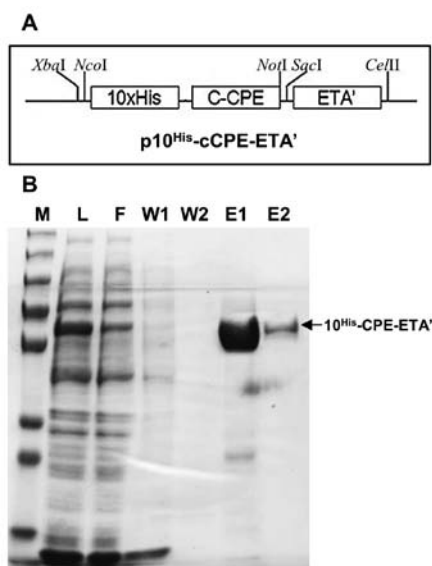 A
XbaI NcoI NotI SacI CelII
10xHis C-CPE ETA'
p10His-cCPE-ETA'
B
M L F W1 W2 E1 E2
10His-CPE-ETA'